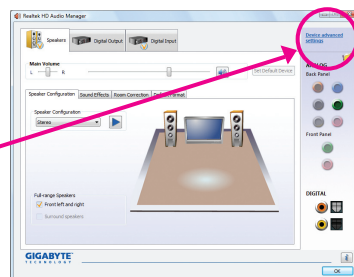 Realtek HD Audio Manager
Speakers
Digital Output
Digital Input
Device advanced settings
Main Volume
L
R
Set Default Device
ANALOG
Back Panel
Speaker Configuration
Sound Effects
Room Correction
Default Format
Speaker Configuration
Stereo
Front Panel
Full-range Speakers
Front left and right
Surround speakers
DIGITAL
GIGABYTE
TECHNOLOGY
OK